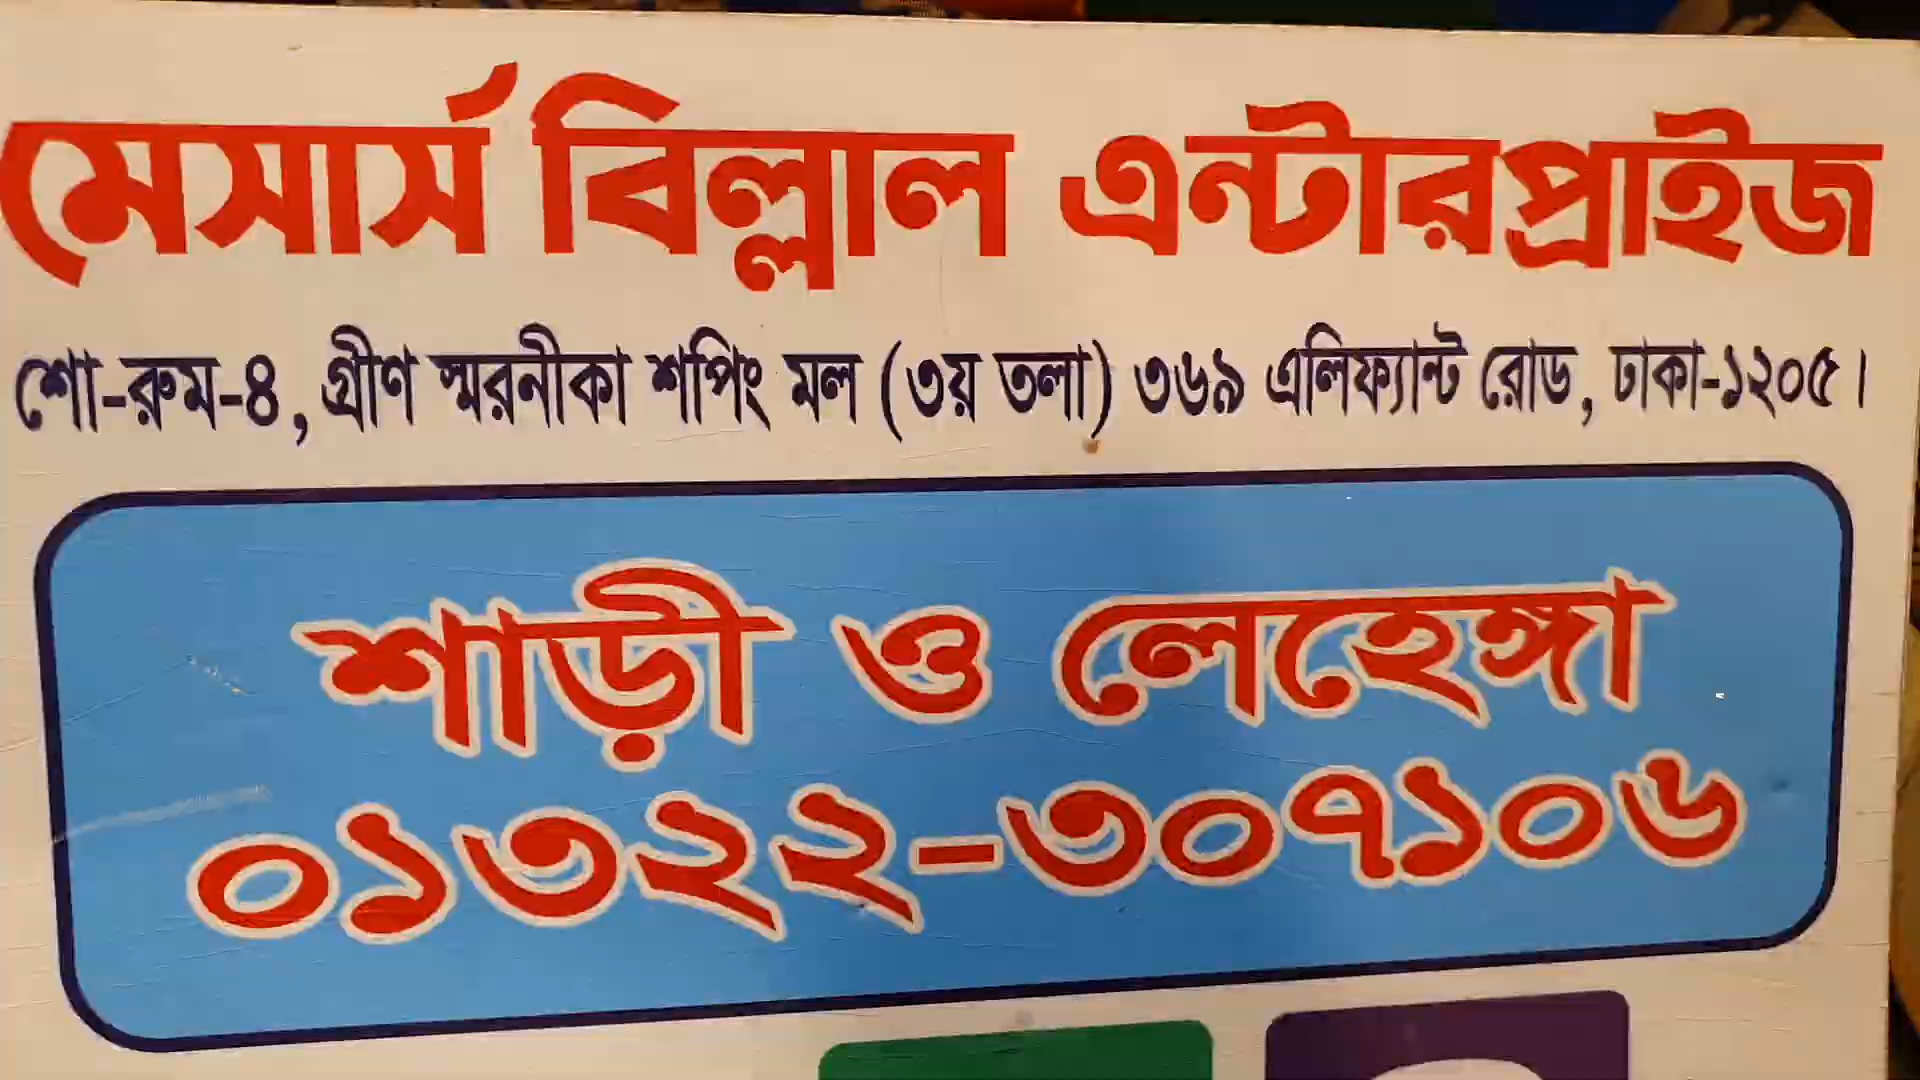 মেসার্স বিল্লাল এন্টারপ্রাইজ
শো-রুম-৪, গ্রীণ স্মরনীকা শপিং মল (৩য় তলা) ৩৬৯ এলিফ্যান্ট রোড, ঢাকা-১২০৫।
শাড়ী ও লেহেঙ্গা
০১৩২২-৩০৭১০৬